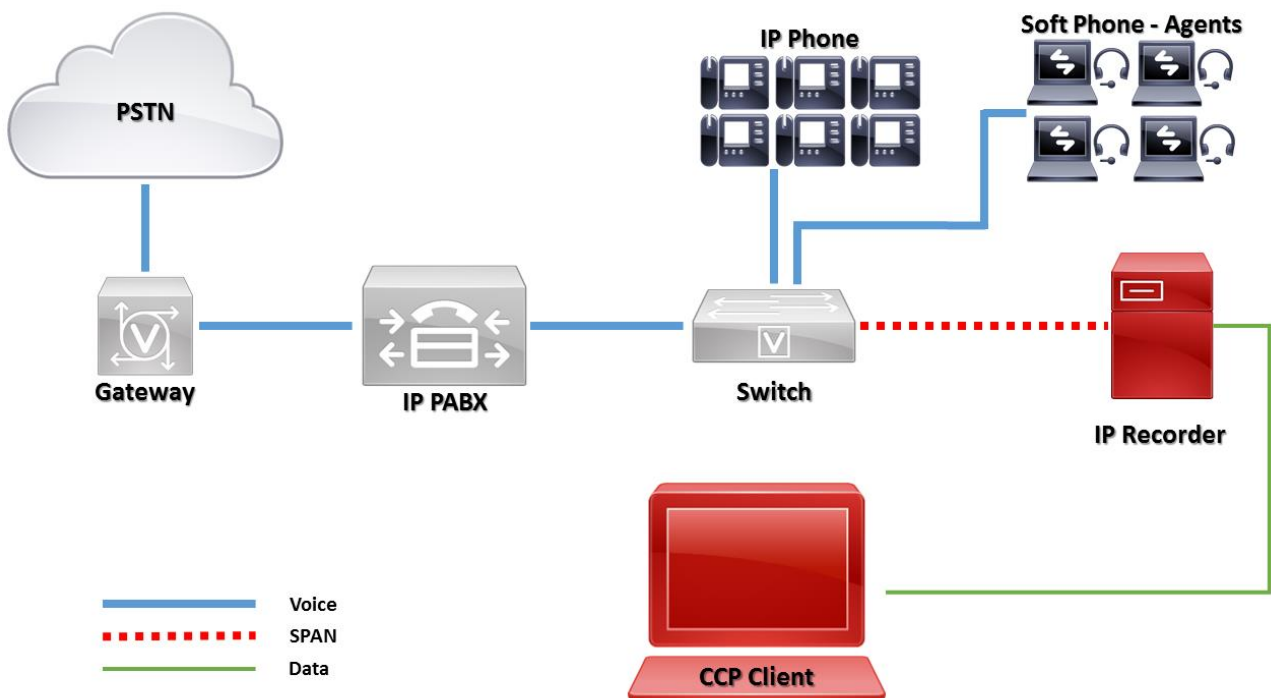 PSTN
IP Phone
Soft Phone - Agents
Gateway
IP PABX
V
Switch
IP Recorder
CCP Client
Voice
SPAN
Data